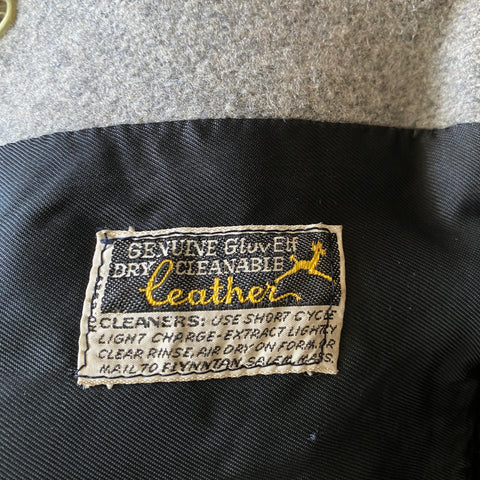 GENUINE GluvElk
DRY CLEANABLE
Leather
CLEANERS: USE SHORT CYCLE
LIGHT CHARGE - EXTRACT LIGHTLY
CLEAR RINSE, AIR DRY ON FORM, OR
MAIL TO FLYNNTAN, SALEM, MASS.